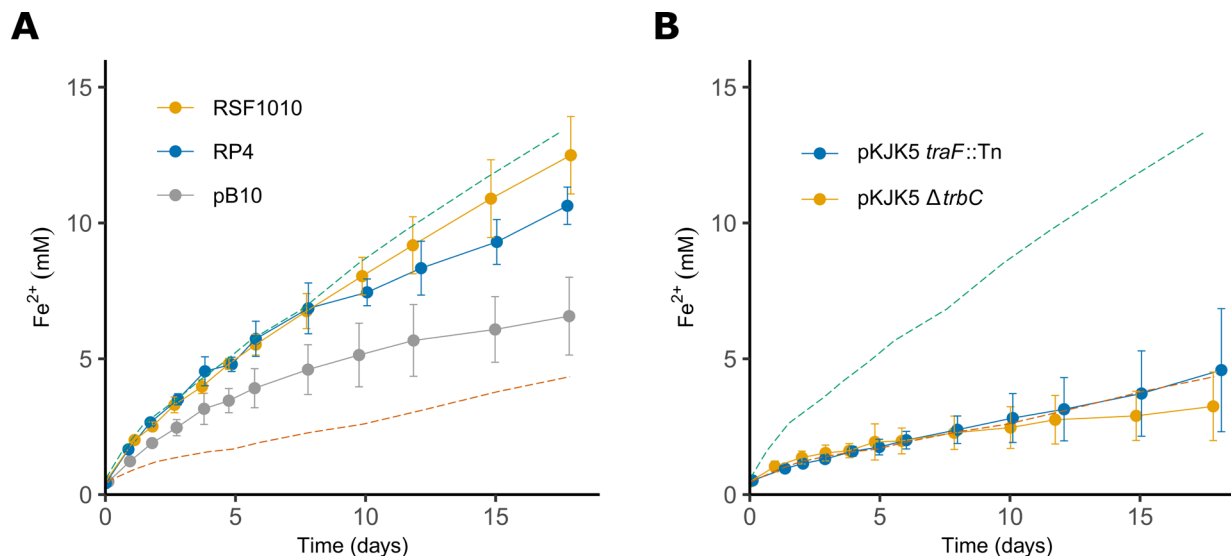 A
B
15
10
5
0
Fe2+ (mM)
RSF1010
RP4
pB10
0
5
10
15
Time (days)
15
10
5
0
Fe2+ (mM)
pKJK5 traF::Tn
pKJK5 ΔtrbC
0
5
10
15
Time (days)